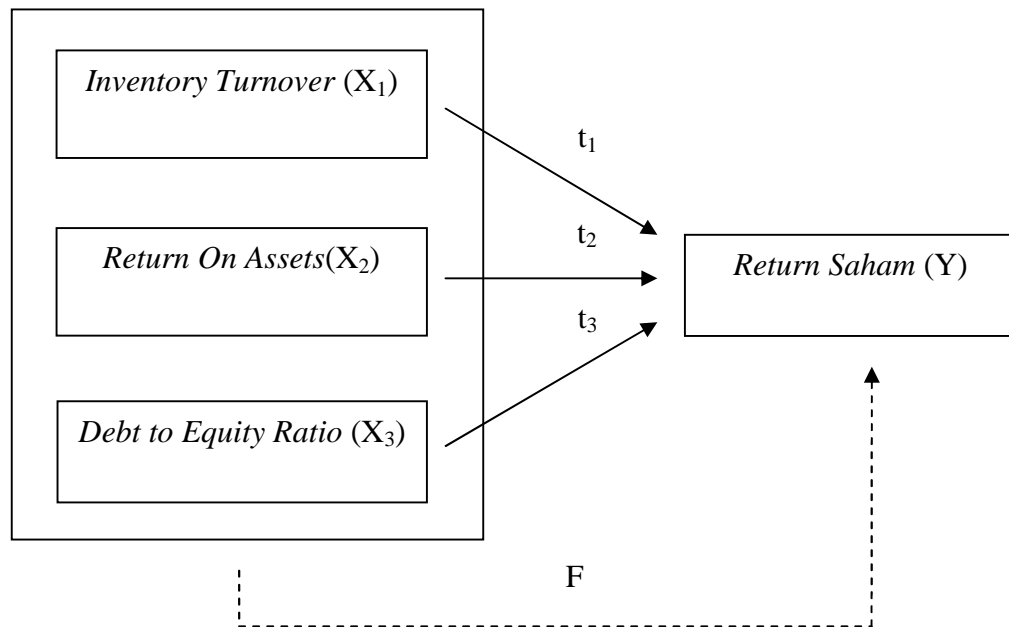 Inventory Turnover (X₁)
t₁
Return On Assets(X₂)
t₂
Return Saham (Y)
t₃
Debt to Equity Ratio (X₃)
F